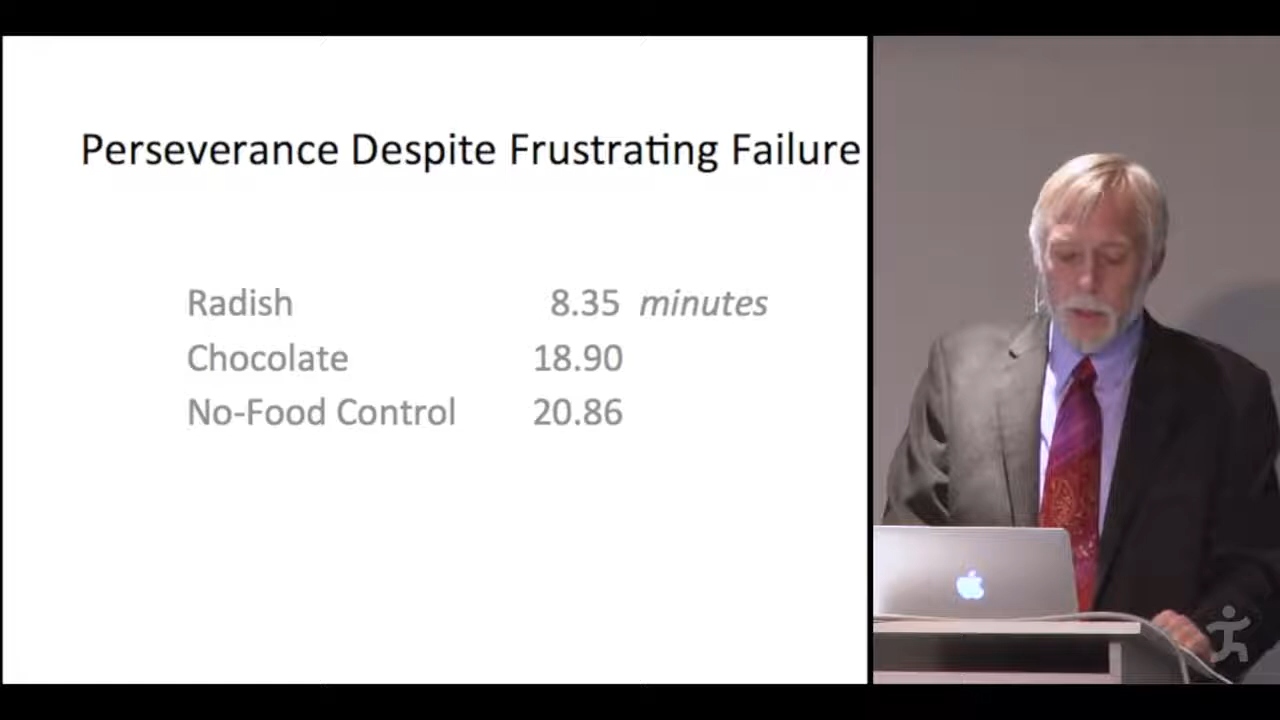 Perseverance Despite Frustrating Failure
Radish 8.35 minutes
Chocolate 18.90
No-Food Control 20.86